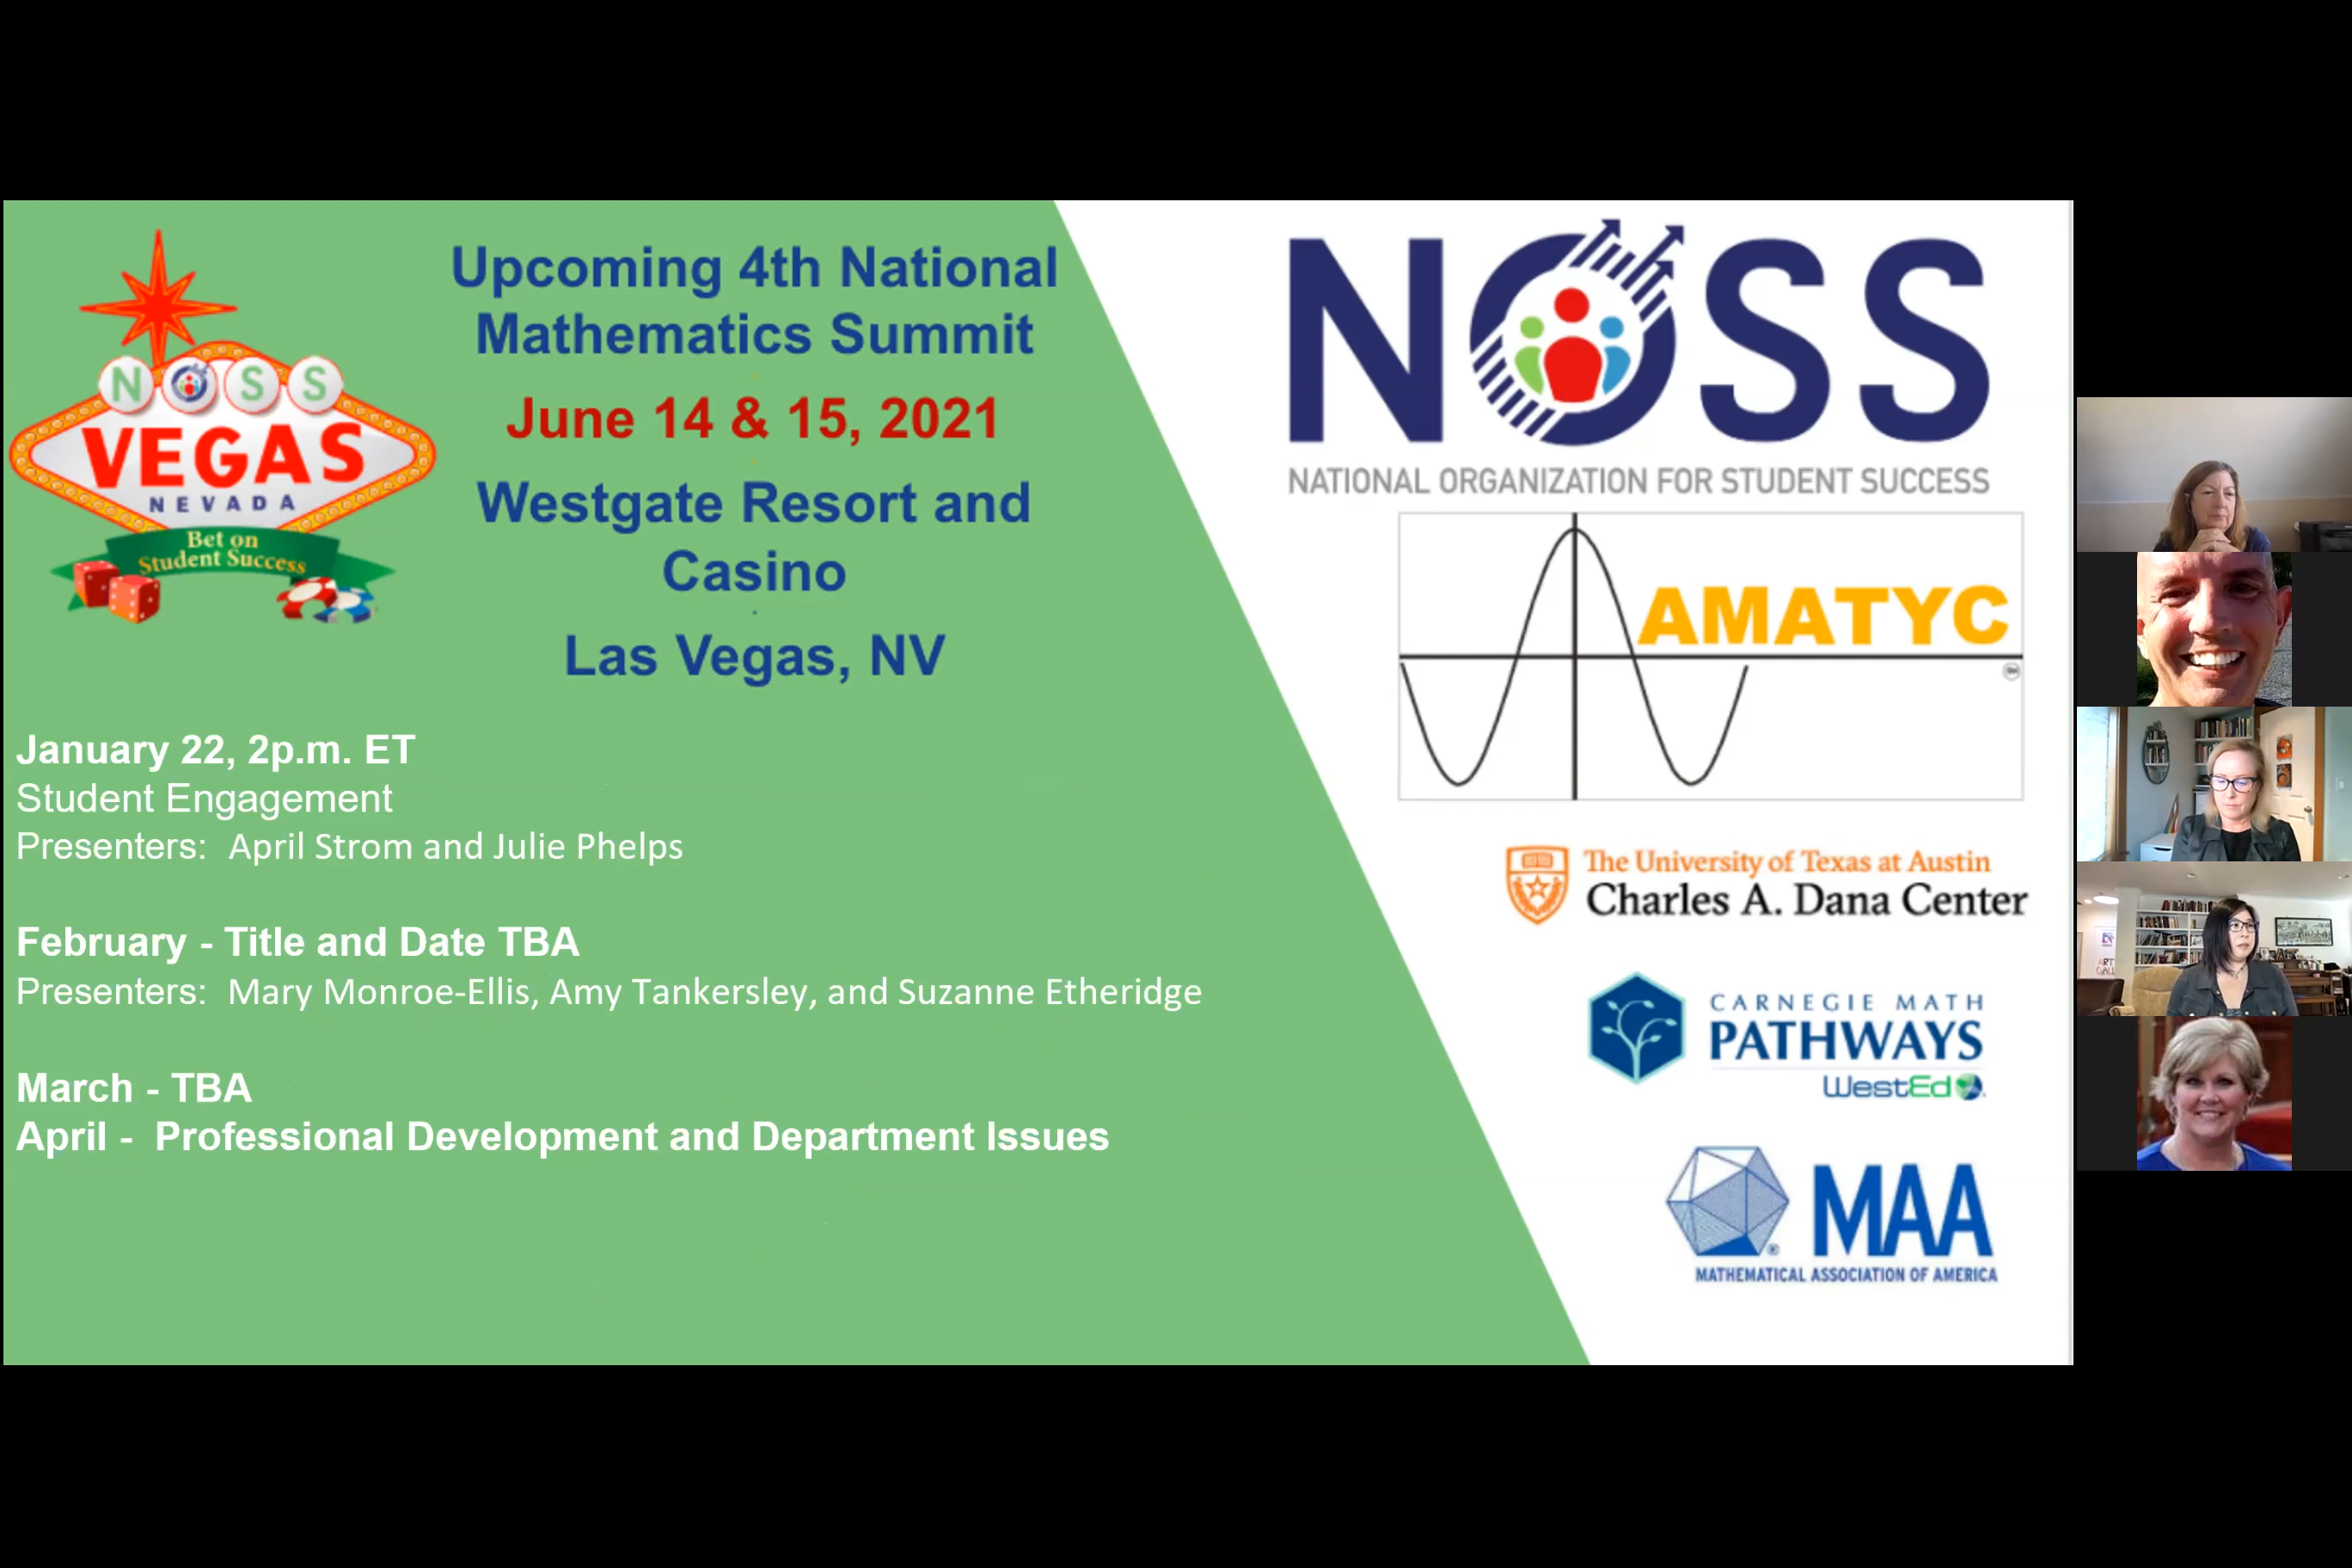 Upcoming 4th National
Mathematics Summit
June 14 & 15, 2021
Westgate Resort and
Casino
Las Vegas, NV
NOSS
VEGAS
NEVADA
Bet on
Student Success
January 22, 2p.m. ET
Student Engagement
Presenters: April Strom and Julie Phelps
February - Title and Date TBA
Presenters: Mary Monroe-Ellis, Amy Tankersley, and Suzanne Etheridge
March - TBA
April - Professional Development and Department Issues
NOSS
NATIONAL ORGANIZATION FOR STUDENT SUCCESS
AMATYC
The University of Texas at Austin
Charles A. Dana Center
CARNEGIE MATH
PATHWAYS
WestEd
MAA
MATHEMATICAL ASSOCIATION OF AMERICA